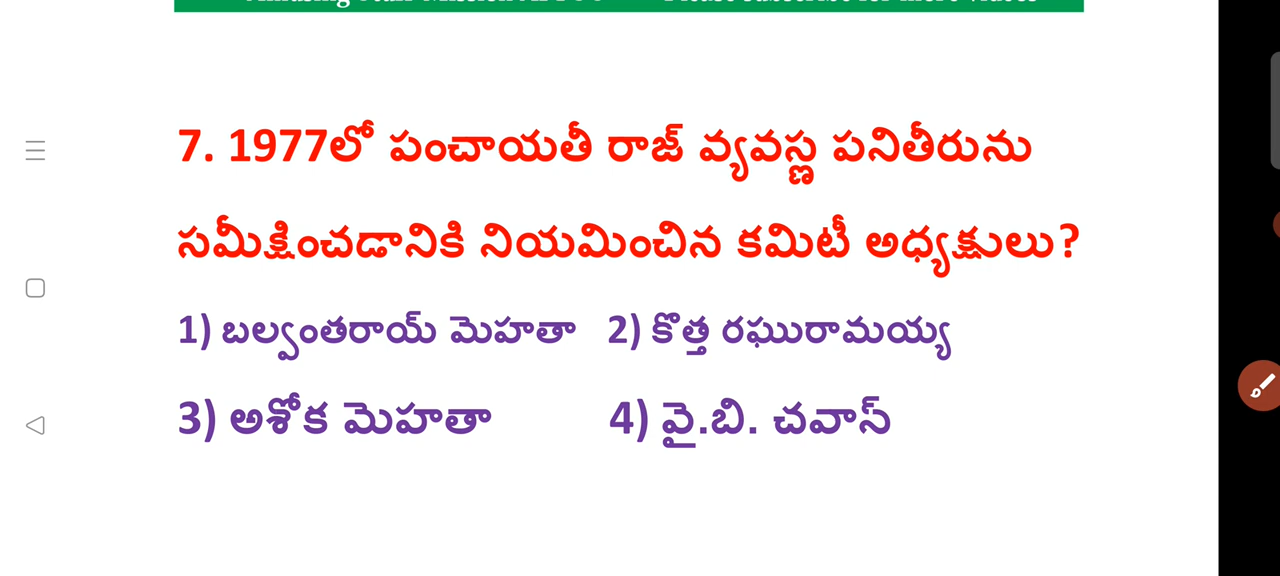 7. 1977లో పంచాయతీ రాజ్ వ్యవస్ణ పనితీరును
సమీక్షించడానికి నియమించిన కమిటీ అధ్యక్షులు?
1) బల్వంతరాయ్ మెహతా 2) కొత్త రఘురామయ్య
3) అశోక మెహతా 4) వై.బి. చవాస్